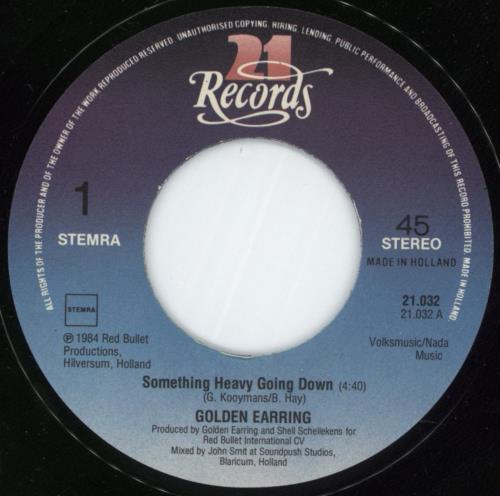 ALL RIGHTS OF THE PRODUCER AND OF THE OWNER OF THE WORK REPRODUCED RESERVED. UNAUTHORISED COPYING, HIRING, LENDING, PUBLIC PERFORMANCE AND BROADCASTING OF THIS RECORD PROHIBITED. MADE IN HOLLAND
21
Records
1
STEMRA
45
STEREO
MADE IN HOLLAND
STEMRA
21.032
21.032 A
℗ 1984 Red Bullet
Productions,
Hilversum, Holland
Volksmusic/Nada
Music
Something Heavy Going Down (4:40)
(G. Kooymans/B. Hay)
GOLDEN EARRING
Produced by Golden Earring and Shell Schellekens for
Red Bullet International CV
Mixed by John Smit at Soundpush Studios,
Blaricum, Holland